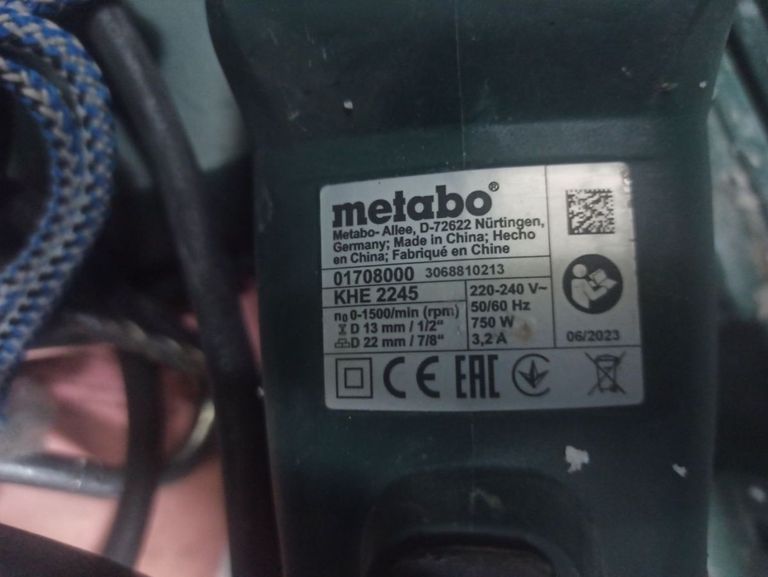 metabo®
Metabo- Allee, D-72622 Nürtingen,
Germany; Made in China; Hecho
en China; Fabriqué en Chine
01708000 3068810213
KHE 2245
n₀ 0-1500/min (rpm)
D 13 mm / 1/2"
D 22 mm / 7/8"
220-240 V~
50/60 Hz
750 W
3,2 A
06/2023
CE EAC